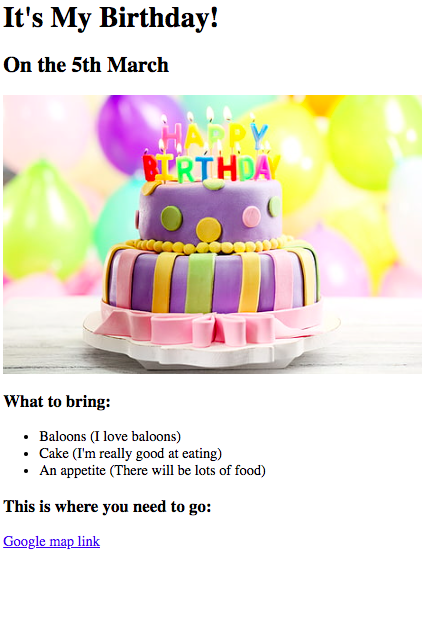 It's My Birthday!
On the 5th March
HAPPY
BIRTHDAY
What to bring:
Baloons (I love baloons)
Cake (I'm really good at eating)
An appetite (There will be lots of food)
This is where you need to go:
Google map link